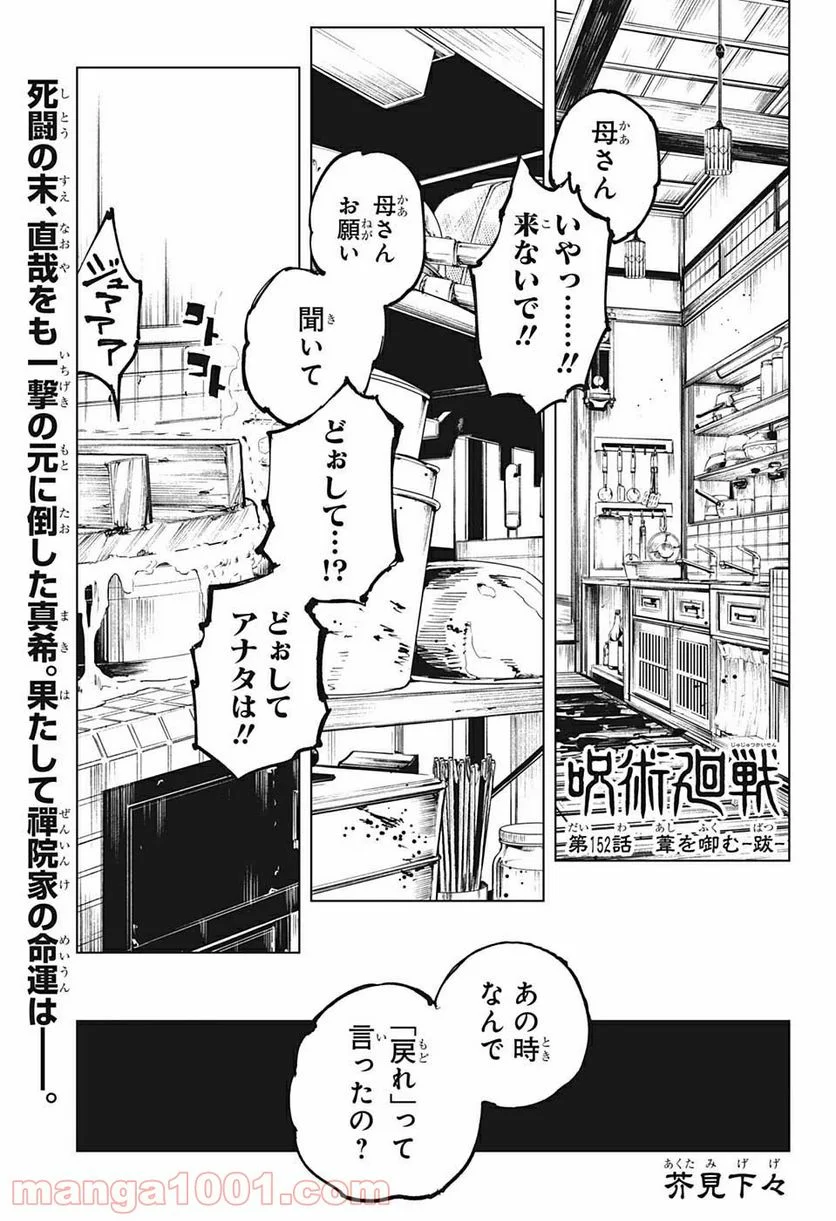 母さん
いやっ……!!
来ないで!!
母さん
お願い
聞いて
どぉして…!?
どぉして
アナタは!!
コト
コト
ジュアアア
死闘の末、直哉をも一撃の元に倒した真希。果たして禪院家の命運は——。
呪術廻戦
第152話 葦を啣む-跋-
あの時
なんで
「戻れ」って
言ったの?
芥見下々
manga1001.com